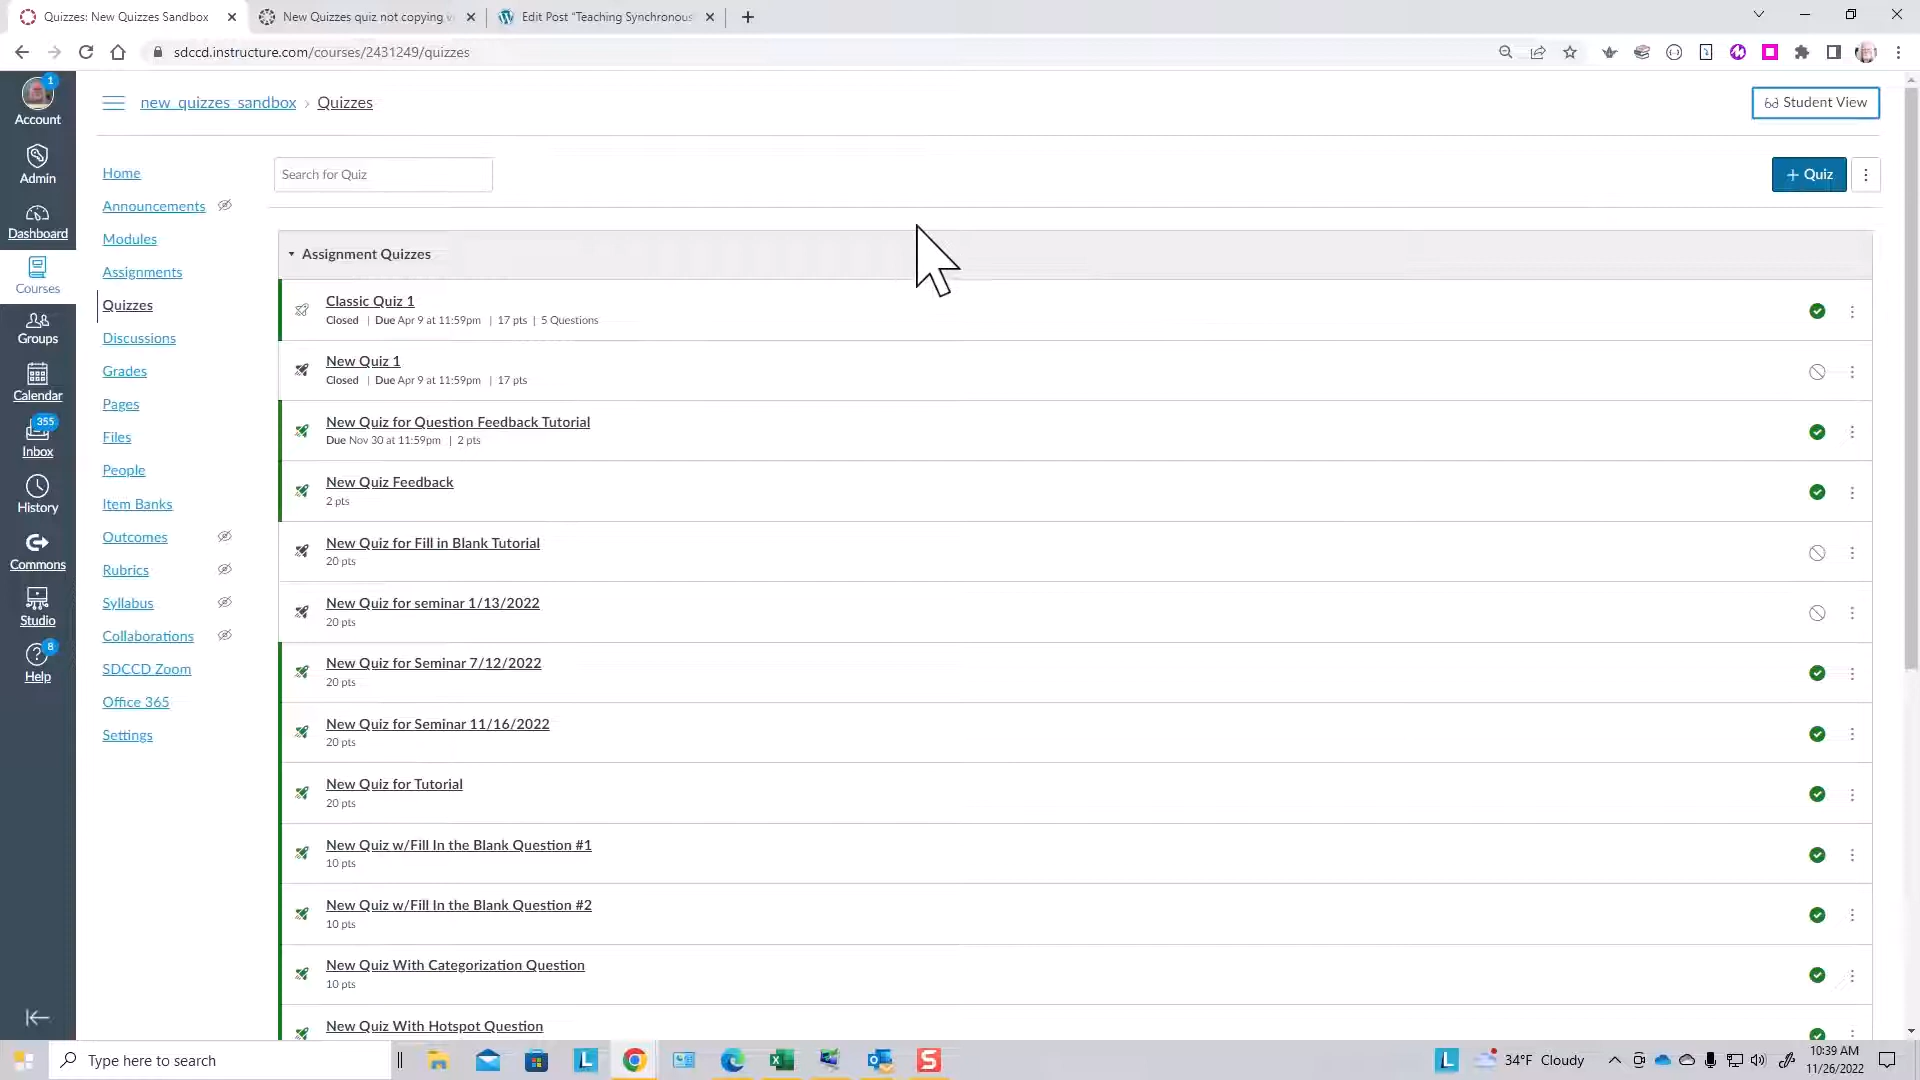 Quizzes: New Quizzes Sandbox
New Quizzes quiz not copying
Edit Post "Teaching Synchronous
sdccd.instructure.com/courses/2431249/quizzes
1
Account
Admin
Dashboard
Courses
Groups
Calendar
355
Inbox
History
Commons
Studio
8
Help
new_quizzes_sandbox › Quizzes
Student View
Home
Announcements
Modules
Assignments
Quizzes
Discussions
Grades
Pages
Files
People
Item Banks
Outcomes
Rubrics
Syllabus
Collaborations
SDCCD Zoom
Office 365
Settings
Search for Quiz
+ Quiz
Assignment Quizzes
Classic Quiz 1
Closed | Due Apr 9 at 11:59pm | 17 pts | 5 Questions
New Quiz 1
Closed | Due Apr 9 at 11:59pm | 17 pts
New Quiz for Question Feedback Tutorial
Due Nov 30 at 11:59pm | 2 pts
New Quiz Feedback
2 pts
New Quiz for Fill in Blank Tutorial
20 pts
New Quiz for seminar 1/13/2022
20 pts
New Quiz for Seminar 7/12/2022
20 pts
New Quiz for Seminar 11/16/2022
20 pts
New Quiz for Tutorial
20 pts
New Quiz w/Fill In the Blank Question #1
10 pts
New Quiz w/Fill In the Blank Question #2
10 pts
New Quiz With Categorization Question
10 pts
New Quiz With Hotspot Question
Type here to search
L
S
L
34°F Cloudy
10:39 AM
11/26/2022